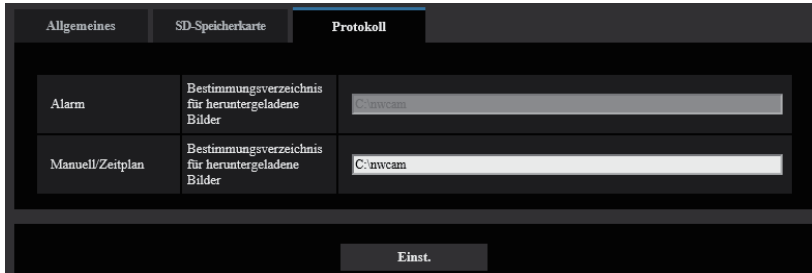 Allgemeines
SD-Speicherkarte
Protokoll
Alarm
Bestimmungsverzeichnis
für heruntergeladene
Bilder
C:\nwcam
Manuell/Zeitplan
Bestimmungsverzeichnis
für heruntergeladene
Bilder
C:\nwcam
Einst.